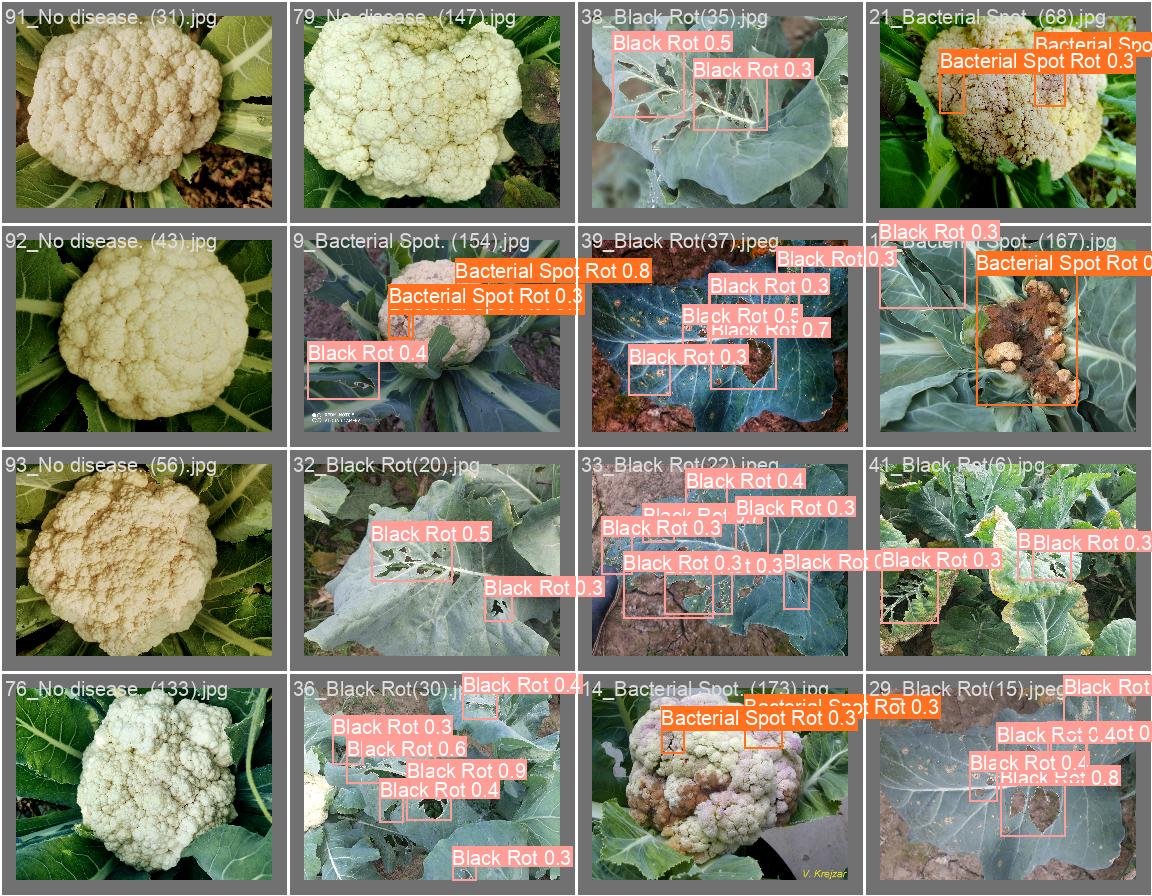 91_No disease. (31).jpg
79_No disease. (147).jpg
38_Black Rot(35).jpg
Black Rot 0.5
Black Rot 0.3
21_Bacterial Spot. (68).jpg
Bacterial Spo
Bacterial Spot Rot 0.3
92_No disease. (43).jpg
9_Bacterial Spot. (154).jpg
Bacterial Spot Rot 0.8
Bacterial Spot Rot 0.3
Black Rot 0.4
39_Black Rot(37).jpeg
Black Rot 0.3
Black Rot 0.3
Black Rot 0.5
Black Rot 0.7
Black Rot 0.3
Black Rot 0.3
12_Bacterial Spot. (167).jpg
Bacterial Spot Rot 0
93_No disease. (56).jpg
32_Black Rot(20).jpg
Black Rot 0.5
Black Rot 0.3
33_Black Rot(22).jpeg
Black Rot 0.4
Black Rot 0.3
Black Rot 0.3
Black Rot 0.3
t 0.3
Black Rot 0
41_Black Rot(6).jpg
B
Black Rot 0.3
Black Rot 0.3
76_No disease. (133).jpg
36_Black Rot(30).j
Black Rot 0.4
Black Rot 0.3
Black Rot 0.6
Black Rot 0.9
Black Rot 0.4
Black Rot 0.3
14_Bacterial Spot. (173).jpg
Bacterial Spot Rot 0.3
Bacterial Spot Rot 0.3
V. Krejzar
29_Black Rot(15).jpeg
Black Rot
Black Rot 0.4
ot 0.
Black Rot 0.4
Black Rot 0.8